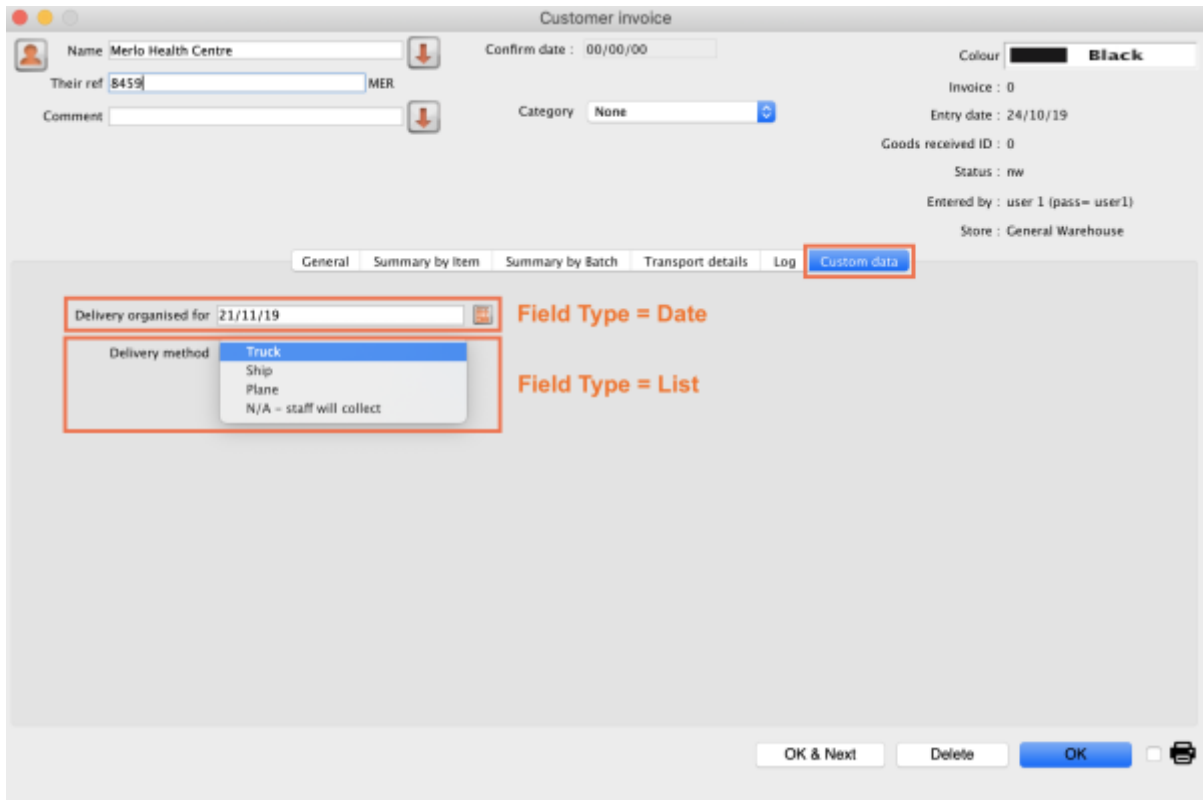 Customer invoice
Name Merlo Health Centre
Confirm date : 00/00/00
Colour Black
Their ref 8459 MER
Invoice : 0
Comment
Category None
Entry date : 24/10/19
Goods received ID : 0
Status : nw
Entered by : user 1 (pass= user1)
Store : General Warehouse
General Summary by Item Summary by Batch Transport details Log Custom data
Delivery organised for 21/11/19 Field Type = Date
Delivery method Truck
Ship
Plane
N/A - staff will collect
Field Type = List
OK & Next Delete OK